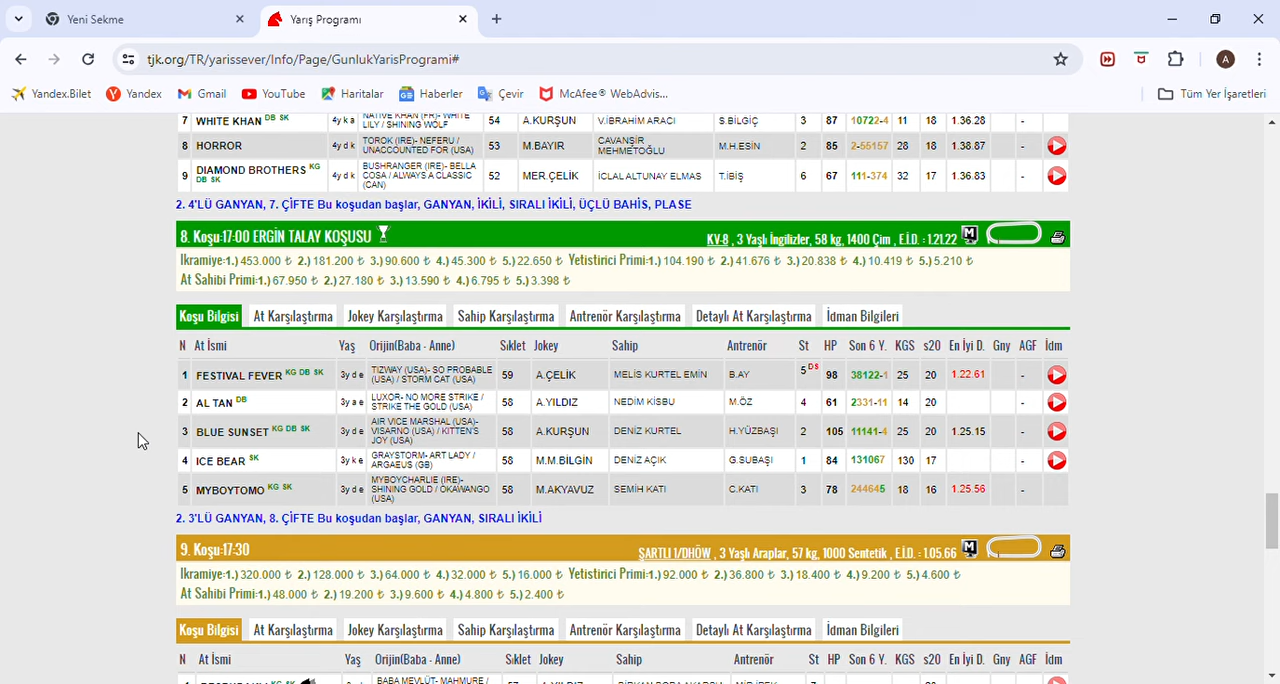 Yeni Sekme
Yarış Programı
tjk.org/TR/yarissever/Info/Page/GunlukYarisProgrami#
A
Yandex.Bilet Yandex Gmail YouTube Haritalar Haberler Çevir McAfee® WebAdvis... Tüm Yer İşaretleri
7 WHITE KHAN DB SK 4y k a NATIVE KHAN (FR)- WHITE LILY / SHINING WOLF 54 A.KURŞUN V.İBRAHİM ARACI S.BİLGİÇ 3 87 10722-4 11 18 1.36.28 -
8 HORROR 4y d k TOROK (IRE)- NEFERU / UNACCOUNTED FOR (USA) 53 M.BAYIR CAVANŞİR MEHMETOĞLU M.H.ESİN 2 85 2-55157 28 18 1.38.87 -
9 DIAMOND BROTHERS KG DB SK 4y d k BUSHRANGER (IRE)- BELLA COSA / ALWAYS A CLASSIC (CAN) 52 MER.ÇELİK İCLAL ALTUNAY ELMAS T.İBİŞ 6 67 111-374 32 17 1.36.83 -
2. 4'LÜ GANYAN, 7. ÇİFTE Bu koşudan başlar, GANYAN, İKİLİ, SIRALI İKİLİ, ÜÇLÜ BAHİS, PLASE
8. Koşu:17:00 ERGİN TALAY KOŞUSU KV-8 , 3 Yaşlı İngilizler, 58 kg, 1400 Çim , E.İ.D. : 1.21.22
İkramiye:1.) 453.000 ₺ 2.) 181.200 ₺ 3.) 90.600 ₺ 4.) 45.300 ₺ 5.) 22.650 ₺ Yetiştirici Primi:1.) 104.190 ₺ 2.) 41.676 ₺ 3.) 20.838 ₺ 4.) 10.419 ₺ 5.) 5.210 ₺
At Sahibi Primi:1.) 67.950 ₺ 2.) 27.180 ₺ 3.) 13.590 ₺ 4.) 6.795 ₺ 5.) 3.398 ₺
Koşu Bilgisi At Karşılaştırma Jokey Karşılaştırma Sahip Karşılaştırma Antrenör Karşılaştırma Detaylı At Karşılaştırma İdman Bilgileri
N At İsmi Yaş Orijin(Baba - Anne) Sıklet Jokey Sahip Antrenör St HP Son 6 Y. KGS s20 En İyi D. Gny AGF İdm
1 FESTIVAL FEVER KG DB SK 3y d e TIZWAY (USA)- SO PROBABLE (USA) / STORM CAT (USA) 59 A.ÇELİK MELİS KURTEL EMİN B.AY 5 DS 98 38122-1 25 20 1.22.61 -
2 AL TAN DB 3y a e LUXOR- NO MORE STRIKE / STRIKE THE GOLD (USA) 58 A.YILDIZ NEDİM KİSBU M.ÖZ 4 61 2331-11 14 20 -
3 BLUE SUNSET KG DB SK 3y d e AIR VICE MARSHAL (USA)- VISARNO (USA) / KITTEN'S JOY (USA) 58 A.KURŞUN DENİZ KURTEL H.YÜZBAŞI 2 105 11141-4 25 20 1.25.15 -
4 ICE BEAR SK 3y k e GRAYSTORM- ART LADY / ARGAEUS (GB) 58 M.M.BİLGİN DENİZ AÇIK G.SUBAŞI 1 84 131067 130 17 -
5 MYBOYTOMO KG SK 3y d e MYBOYCHARLIE (IRE)- SHINING GOLD / OKAWANGO (USA) 58 M.AKYAVUZ SEMİH KATI C.KATI 3 78 244645 18 16 1.25.56 -
2. 3'LÜ GANYAN, 8. ÇİFTE Bu koşudan başlar, GANYAN, SIRALI İKİLİ
9. Koşu:17:30 ŞARTLI 1/DHÖW , 3 Yaşlı Araplar, 57 kg, 1000 Sentetik , E.İ.D. : 1.05.66
İkramiye:1.) 320.000 ₺ 2.) 128.000 ₺ 3.) 64.000 ₺ 4.) 32.000 ₺ 5.) 16.000 ₺ Yetiştirici Primi:1.) 92.000 ₺ 2.) 36.800 ₺ 3.) 18.400 ₺ 4.) 9.200 ₺ 5.) 4.600 ₺
At Sahibi Primi:1.) 48.000 ₺ 2.) 19.200 ₺ 3.) 9.600 ₺ 4.) 4.800 ₺ 5.) 2.400 ₺
Koşu Bilgisi At Karşılaştırma Jokey Karşılaştırma Sahip Karşılaştırma Antrenör Karşılaştırma Detaylı At Karşılaştırma İdman Bilgileri
N At İsmi Yaş Orijin(Baba - Anne) Sıklet Jokey Sahip Antrenör St HP Son 6 Y. KGS s20 En İyi D. Gny AGF İdm
BABA MEVLÜT- MAHMURE /